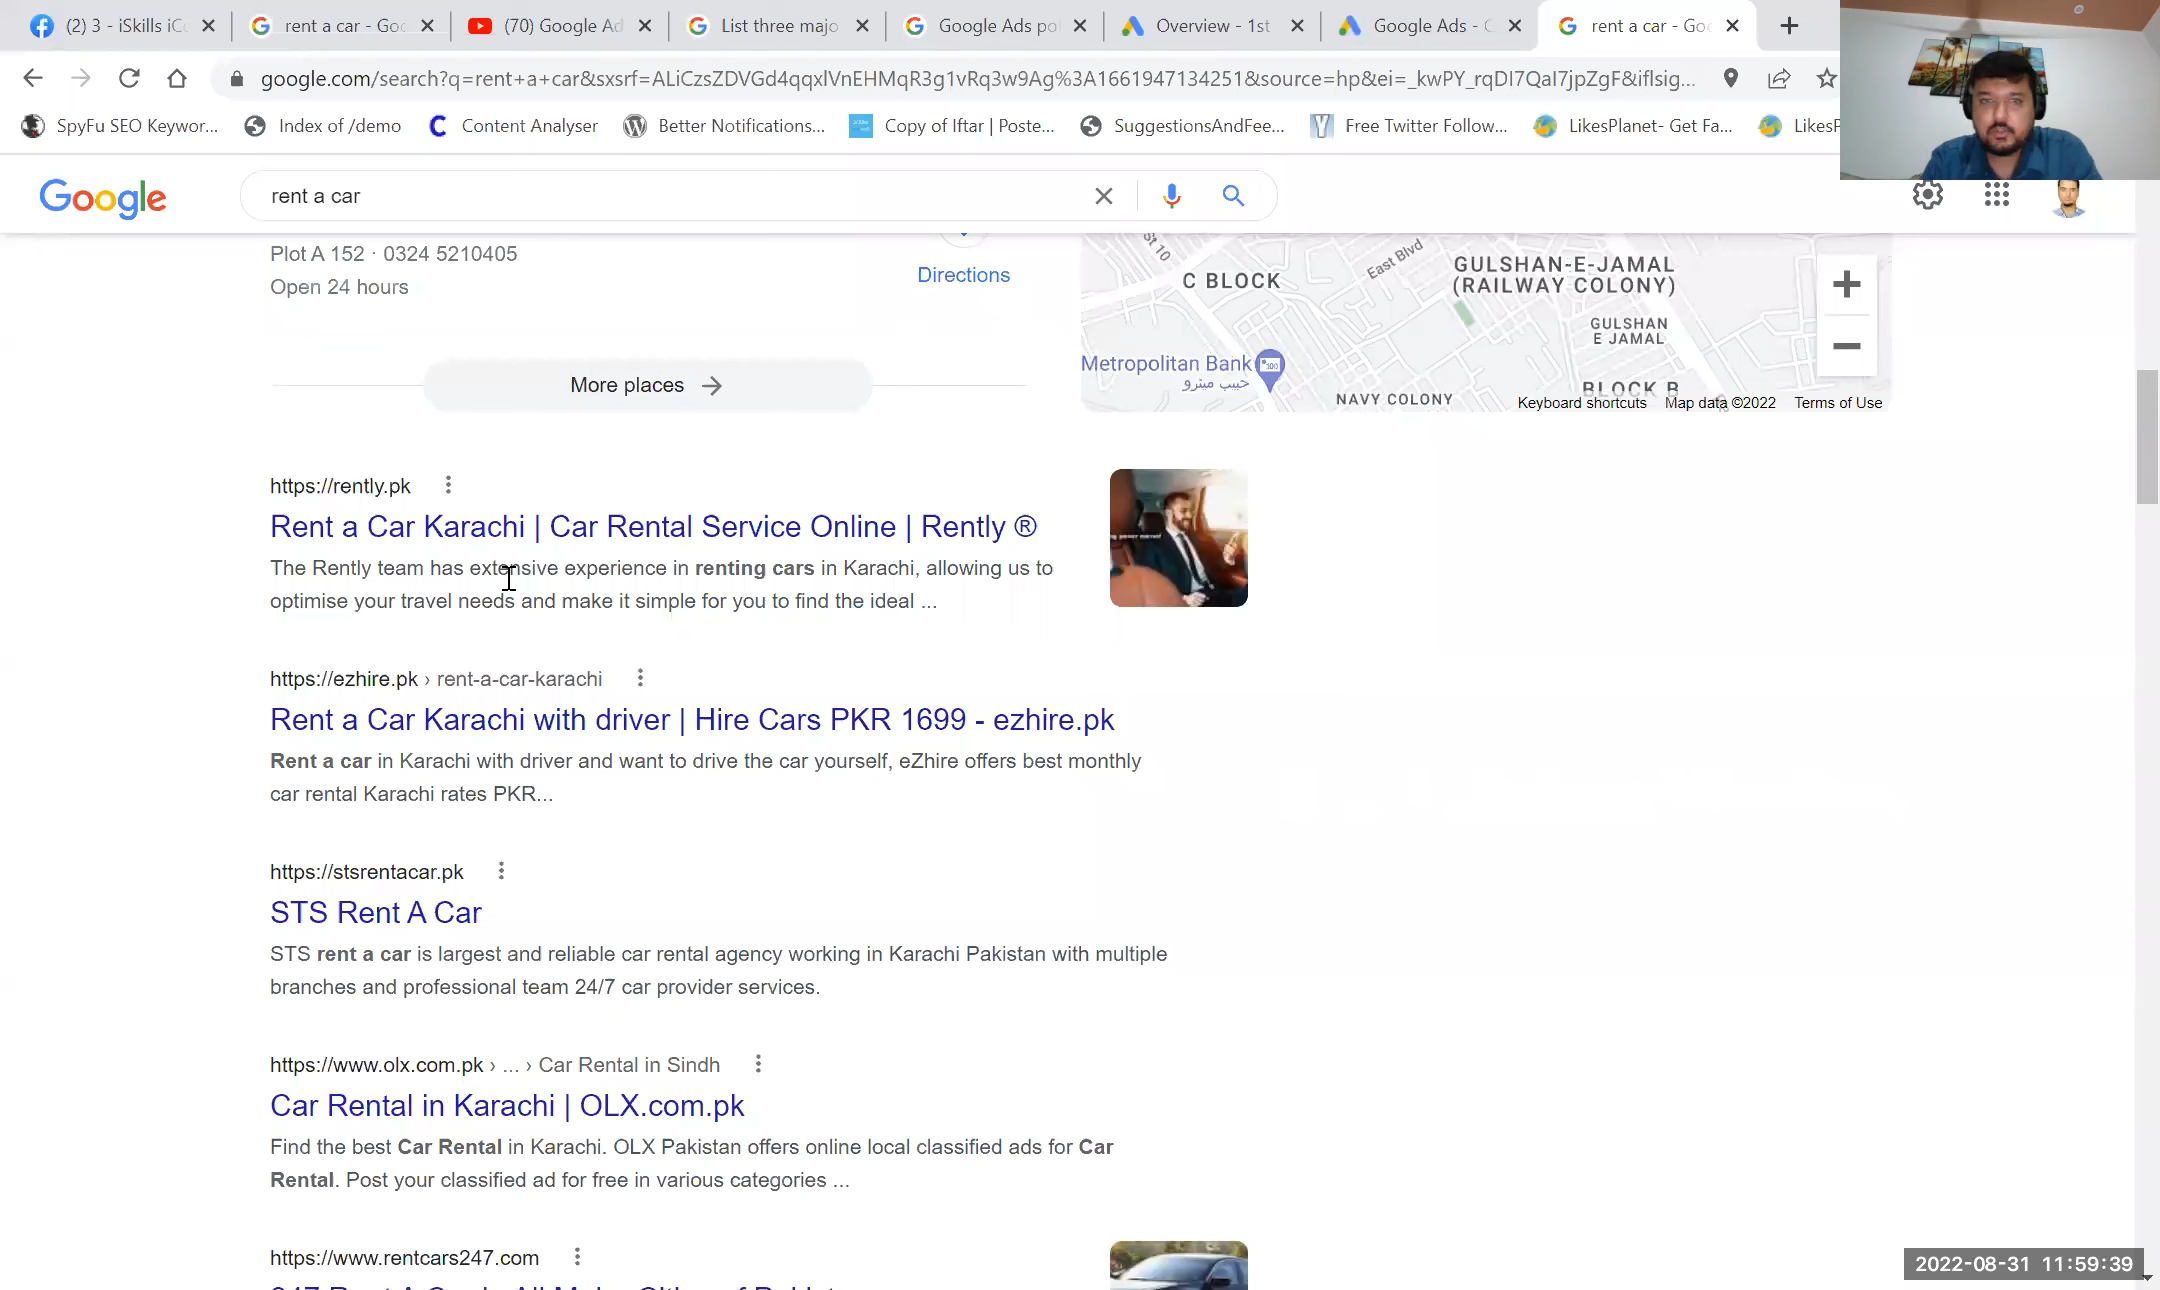 (2) 3 - iSkills iCo
rent a car - Goo
(70) Google Ad
List three majo
Google Ads pol
Overview - 1st
Google Ads - C
rent a car - Goo
google.com/search?q=rent+a+car&sxsrf=ALiCzsZDVGd4qqxlVnEHMqR3g1vRq3w9Ag%3A1661947134251&source=hp&ei=_kwPY_rqDI7QaI7jpZgF&iflsig...
SpyFu SEO Keywor...
Index of /demo
Content Analyser
Better Notifications...
Copy of Iftar | Poste...
SuggestionsAndFee...
Free Twitter Follow...
LikesPlanet- Get Fa...
LikesP
Google
rent a car
Plot A 152 · 0324 5210405
Open 24 hours
Directions
More places
St 10
C BLOCK
East Blvd
GULSHAN-E-JAMAL
(RAILWAY COLONY)
GULSHAN
E JAMAL
Metropolitan Bank
حبيب ميٹرو
NAVY COLONY
BLOCK B
Keyboard shortcuts
Map data ©2022
Terms of Use
https://rently.pk
Rent a Car Karachi | Car Rental Service Online | Rently ®
The Rently team has extensive experience in renting cars in Karachi, allowing us to
optimise your travel needs and make it simple for you to find the ideal ...
https://ezhire.pk › rent-a-car-karachi
Rent a Car Karachi with driver | Hire Cars PKR 1699 - ezhire.pk
Rent a car in Karachi with driver and want to drive the car yourself, eZhire offers best monthly
car rental Karachi rates PKR...
https://stsrentacar.pk
STS Rent A Car
STS rent a car is largest and reliable car rental agency working in Karachi Pakistan with multiple
branches and professional team 24/7 car provider services.
https://www.olx.com.pk › ... › Car Rental in Sindh
Car Rental in Karachi | OLX.com.pk
Find the best Car Rental in Karachi. OLX Pakistan offers online local classified ads for Car
Rental. Post your classified ad for free in various categories ...
https://www.rentcars247.com
2022-08-31 11:59:39